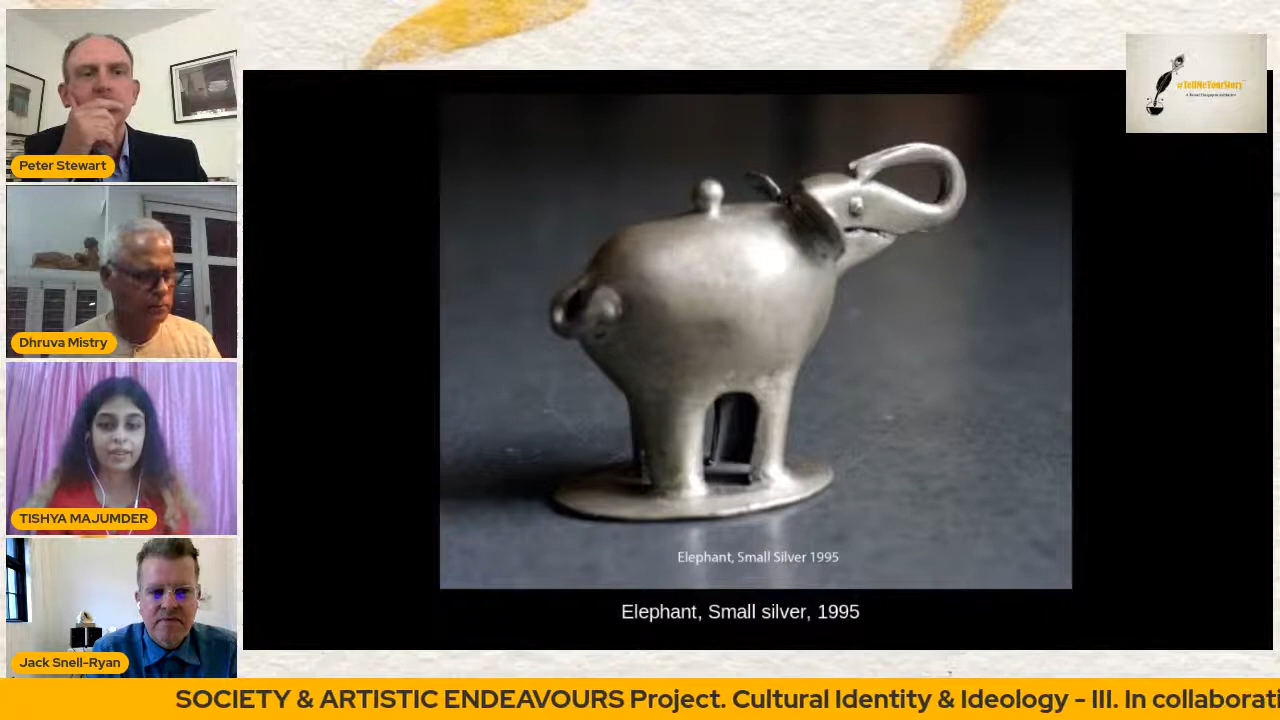 Peter Stewart
Dhruva Mistry
TISHYA MAJUMDER
Jack Snell-Ryan
#TellMeYourStory
Elephant, Small Silver 1995
Elephant, Small silver, 1995
SOCIETY & ARTISTIC ENDEAVOURS Project. Cultural Identity & Ideology - III. In collaborati